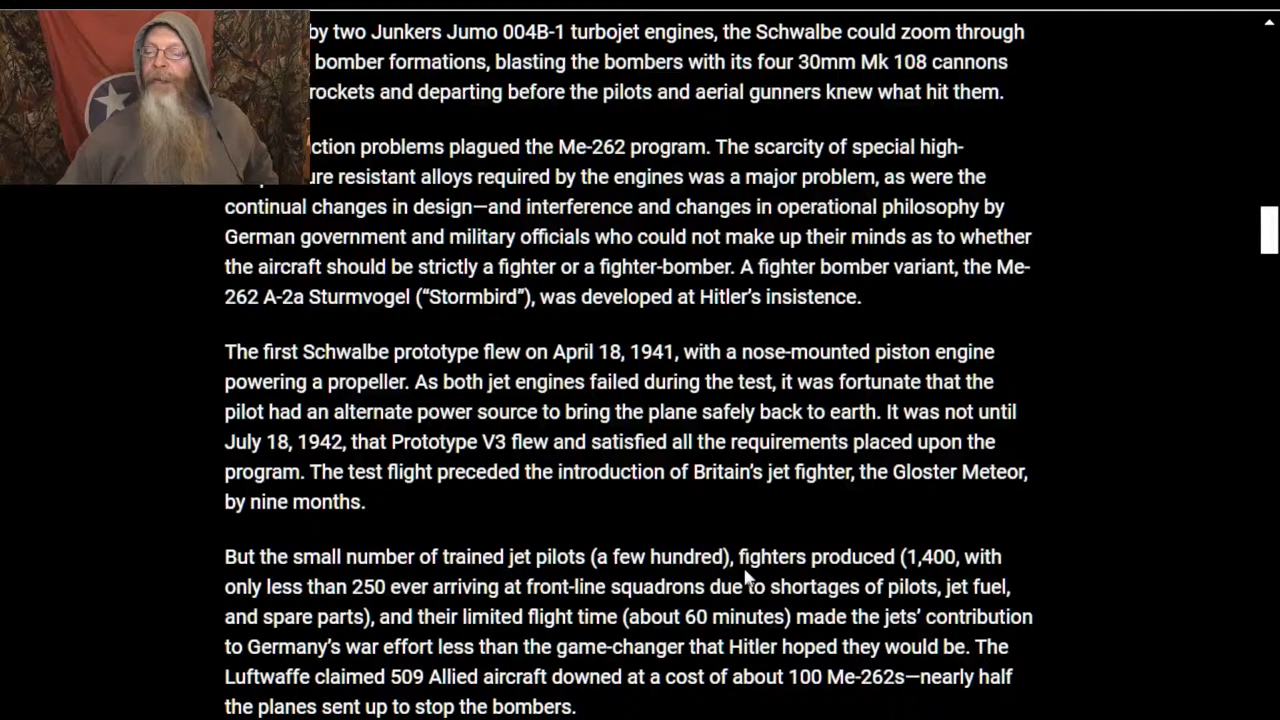 by two Junkers Jumo 004B-1 turbojet engines, the Schwalbe could zoom through
bomber formations, blasting the bombers with its four 30mm Mk 108 cannons
rockets and departing before the pilots and aerial gunners knew what hit them.
ction problems plagued the Me-262 program. The scarcity of special high-
ure resistant alloys required by the engines was a major problem, as were the
continual changes in design—and interference and changes in operational philosophy by
German government and military officials who could not make up their minds as to whether
the aircraft should be strictly a fighter or a fighter-bomber. A fighter bomber variant, the Me-
262 A-2a Sturmvogel (“Stormbird”), was developed at Hitler’s insistence.
The first Schwalbe prototype flew on April 18, 1941, with a nose-mounted piston engine
powering a propeller. As both jet engines failed during the test, it was fortunate that the
pilot had an alternate power source to bring the plane safely back to earth. It was not until
July 18, 1942, that Prototype V3 flew and satisfied all the requirements placed upon the
program. The test flight preceded the introduction of Britain’s jet fighter, the Gloster Meteor,
by nine months.
But the small number of trained jet pilots (a few hundred), fighters produced (1,400, with
only less than 250 ever arriving at front-line squadrons due to shortages of pilots, jet fuel,
and spare parts), and their limited flight time (about 60 minutes) made the jets’ contribution
to Germany’s war effort less than the game-changer that Hitler hoped they would be. The
Luftwaffe claimed 509 Allied aircraft downed at a cost of about 100 Me-262s—nearly half
the planes sent up to stop the bombers.